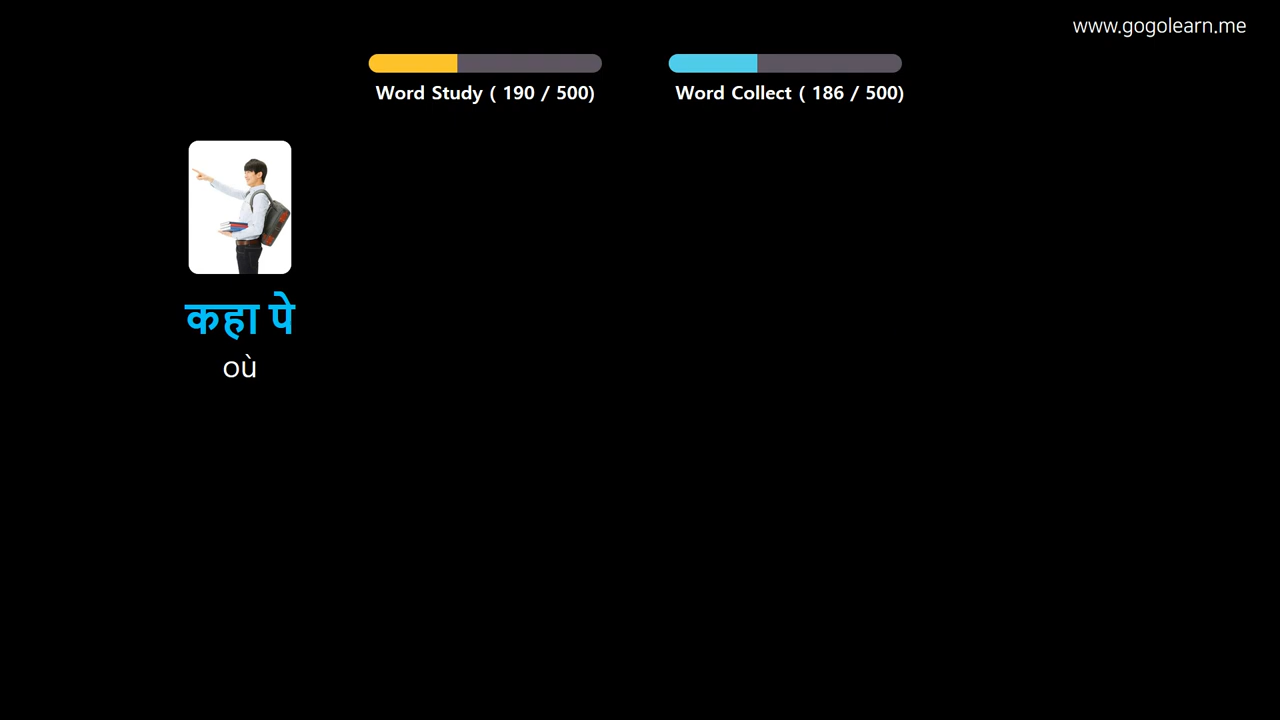 www.gogolearn.me
Word Study ( 190 / 500)
Word Collect ( 186 / 500)
कहा पे
où